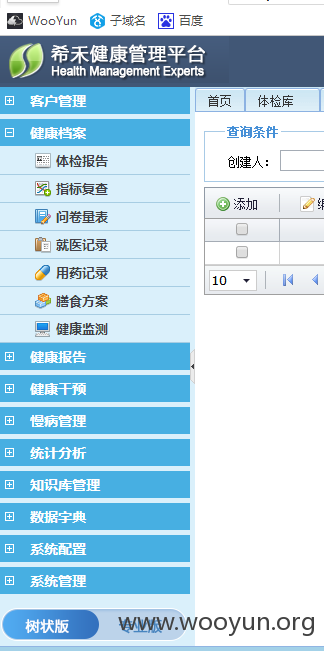 WooYun 子域名 百度
希禾健康管理平台
Health Management Experts
客户管理
健康档案
体检报告
指标复查
问卷量表
就医记录
用药记录
膳食方案
健康监测
健康报告
健康干预
慢病管理
统计分析
知识库管理
数据字典
系统配置
系统管理
树状版 专业版
首页 体检库
查询条件
创建人：
添加
10
www.wooyun.org